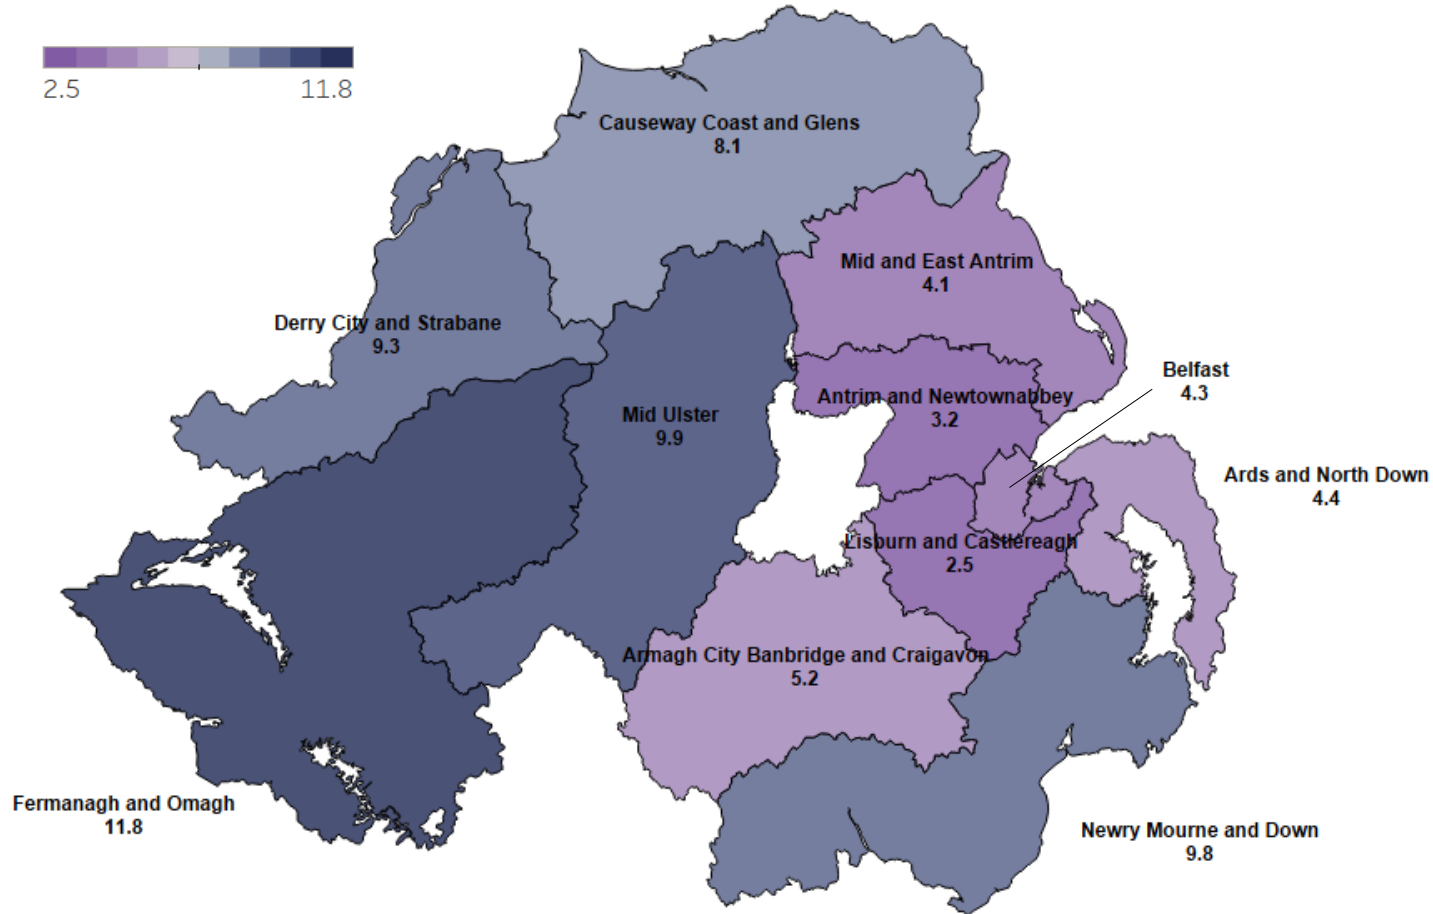 2.5
11.8
Causeway Coast and Glens
8.1
Mid and East Antrim
4.1
Derry City and Strabane
9.3
Belfast
4.3
Antrim and Newtownabbey
3.2
Mid Ulster
9.9
Ards and North Down
4.4
Lisburn and Castlereagh
2.5
Armagh City Banbridge and Craigavon
5.2
Fermanagh and Omagh
11.8
Newry Mourne and Down
9.8